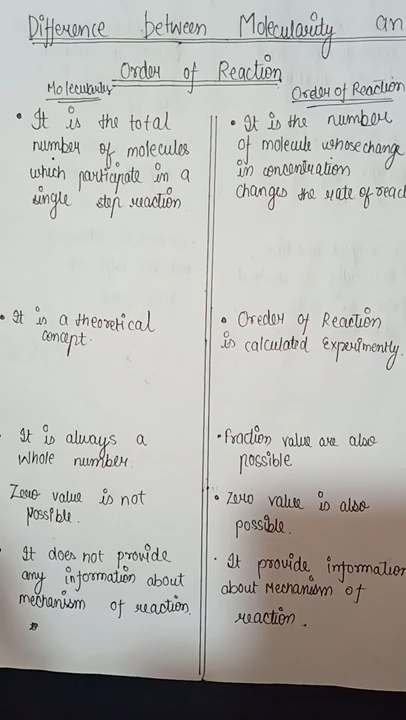 Difference between Molecularity an
Order of Reaction
Molecularity
• It is the total
number of molecules
which participate in a
single step reaction
• It is a theoretical
concept.
It is always a
whole number.
Zero value is not
possible.
It does not provide
any information about
mechanism of reaction.
Order of Reaction
• It is the number
of molecule whose change
in concentration
changes the rate of react
• Oreder of Reaction
is calculated Experimently.
• Fraction value are also
possible
• Zero value is also
possible.
• It provide information
about Mechanism of
reaction.